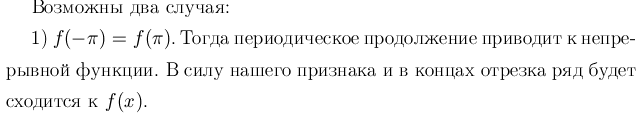 Возможны два случая:
1) f(−π) = f(π). Тогда периодическое продолжение приводит к непре-
рывной функции. В силу нашего признака и в концах отрезка ряд будет
сходится к f(x).